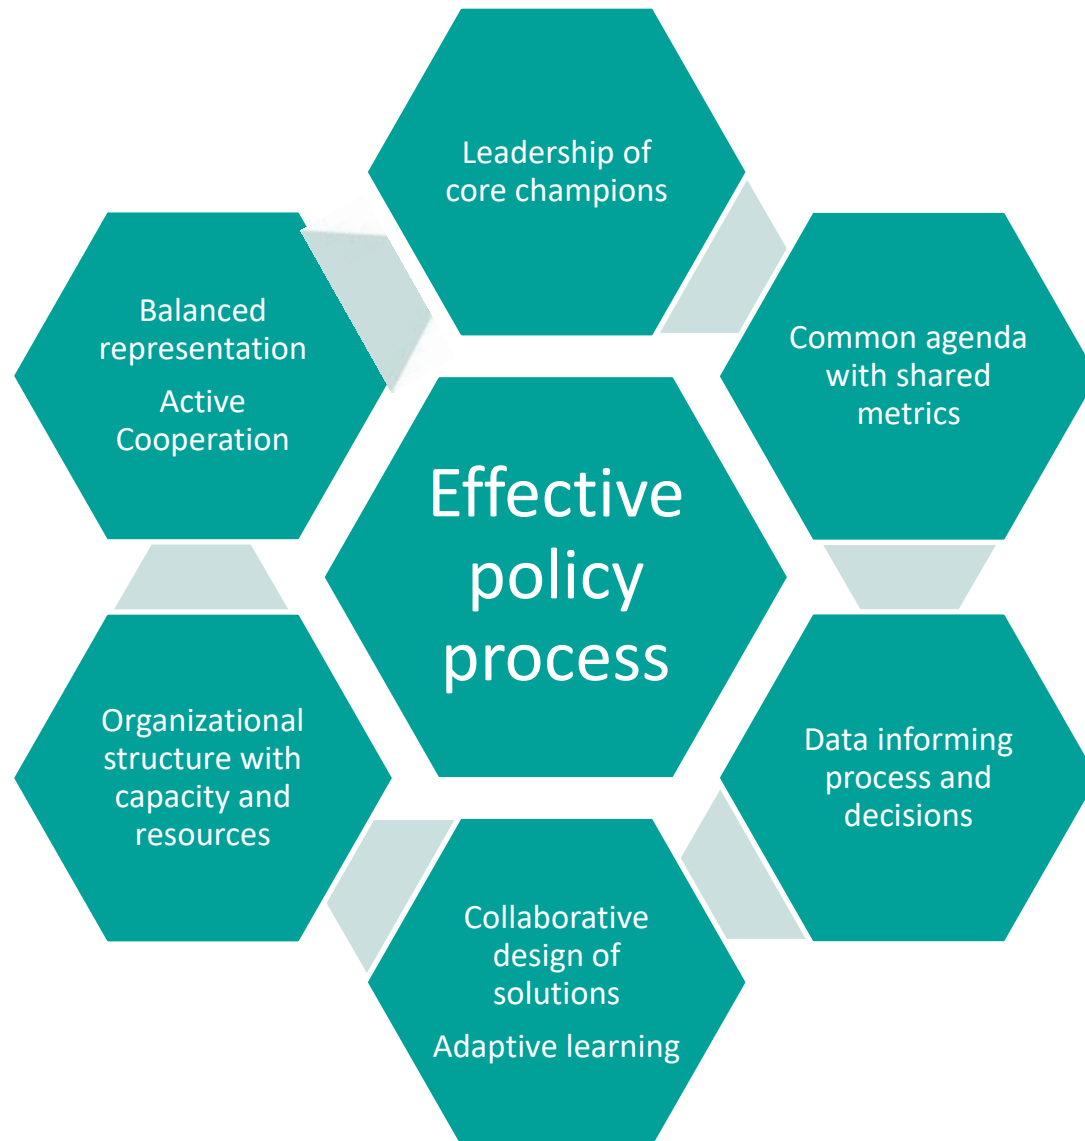 Leadership of
core champions
Common agenda
with shared
metrics
Data informing
process and
decisions
Collaborative
design of
solutions
Adaptive learning
Organizational
structure with
capacity and
resources
Balanced
representation
Active
Cooperation
Effective
policy
process